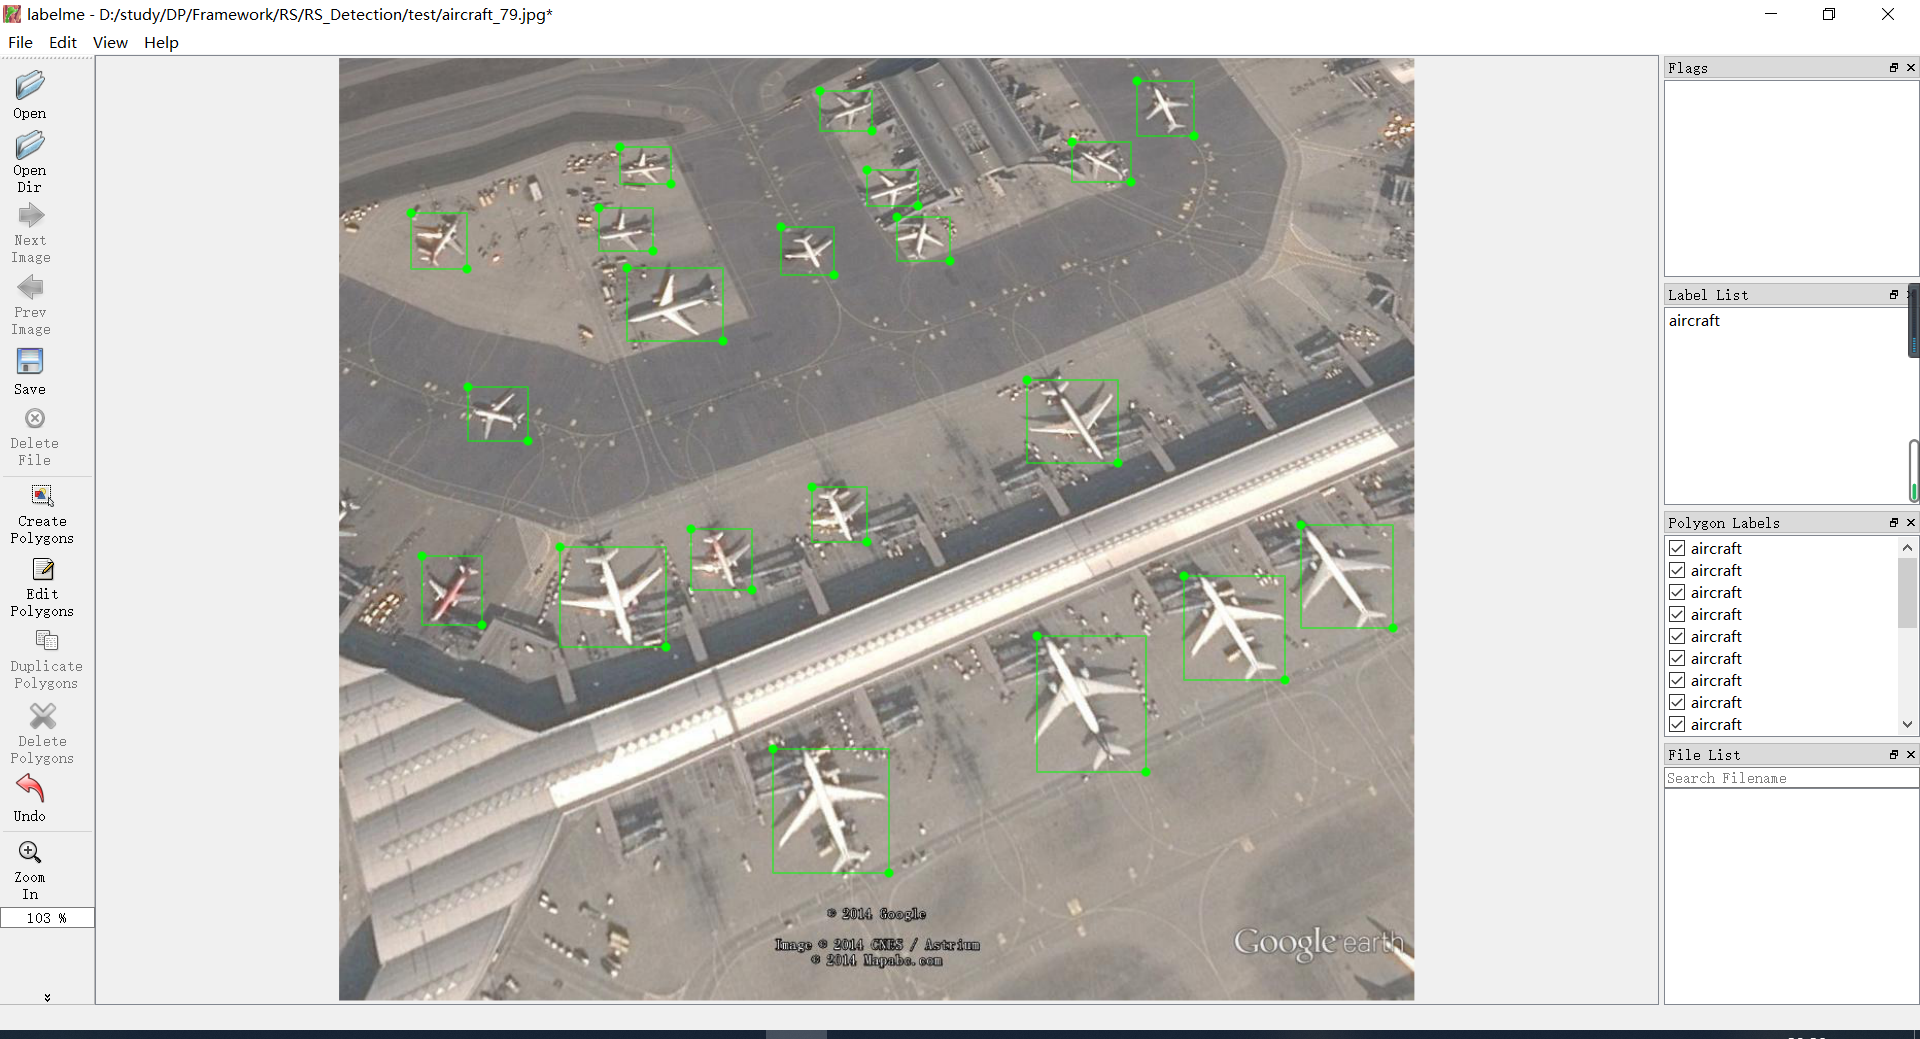 labelme - D:/study/DP/Framework/RS/RS_Detection/test/aircraft_79.jpg*
File Edit View Help
Open
Open
Dir
Next
Image
Prev
Image
Save
Delete
File
Create
Polygons
Edit
Polygons
Duplicate
Polygons
Delete
Polygons
Undo
Zoom
In
103 %
© 2014 Google
Image © 2014 CNES / Astrium
© 2014 Mapabc.com
Google earth
Flags
Label List
aircraft
Polygon Labels
aircraft
aircraft
aircraft
aircraft
aircraft
aircraft
aircraft
aircraft
aircraft
File List
Search Filename